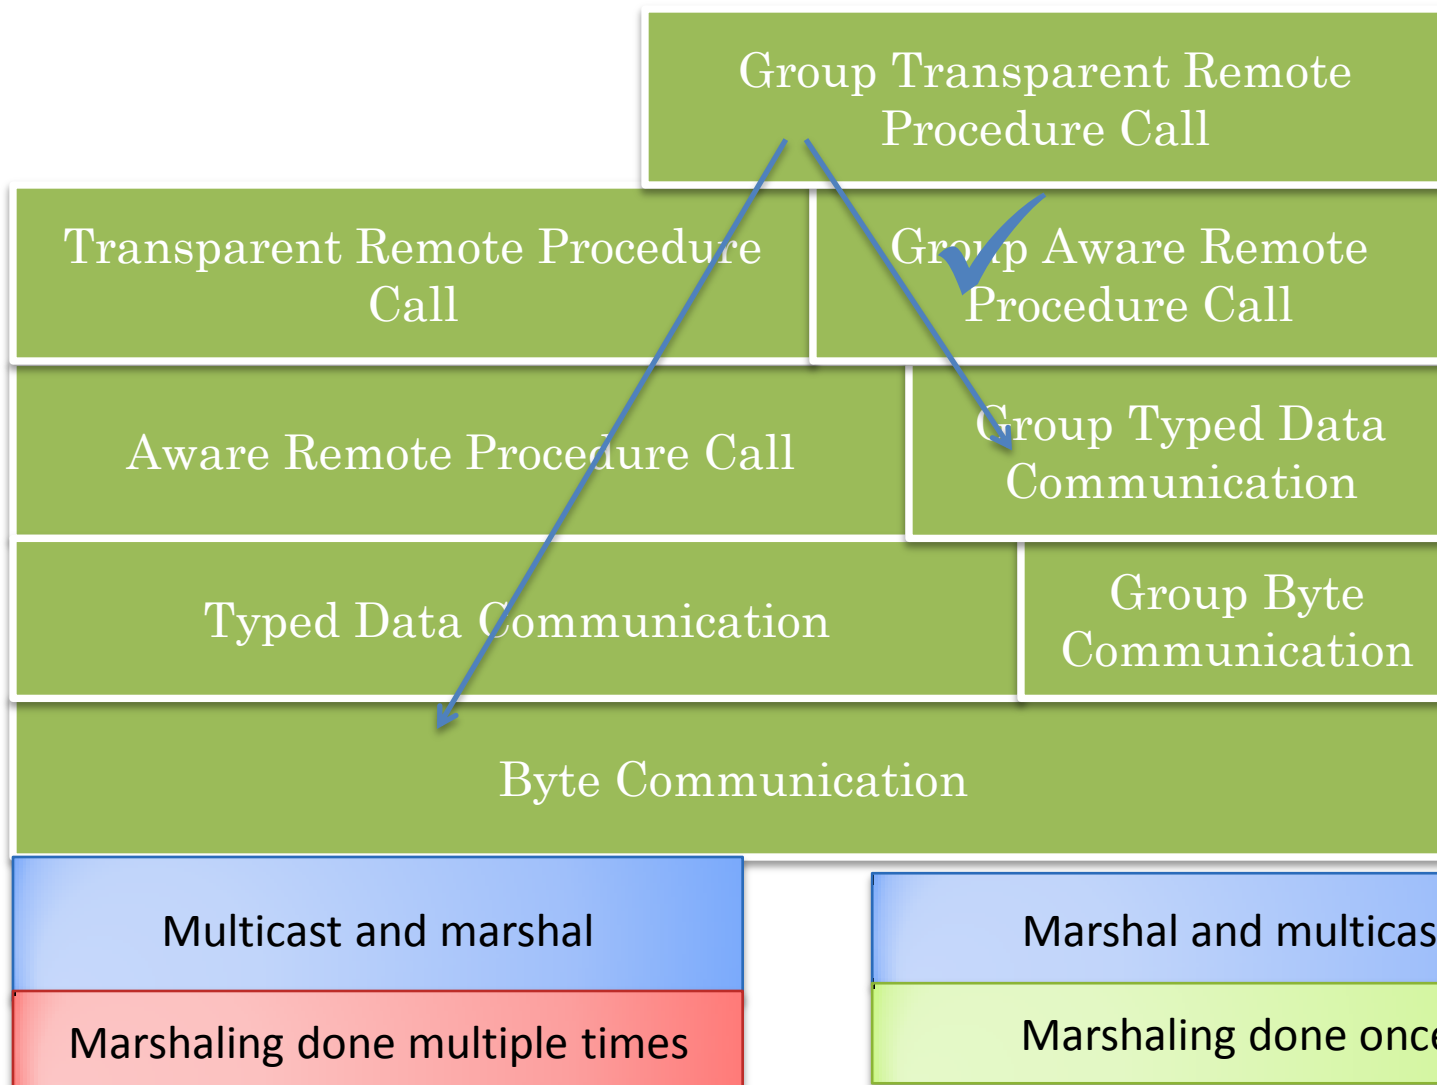 Group Transparent Remote
Procedure Call
Transparent Remote Procedure
Call
Group Aware Remote
Procedure Call
Aware Remote Procedure Call
Group Typed Data
Communication
Typed Data Communication
Group Byte
Communication
Byte Communication
Multicast and marshal
Marshal and multicas
Marshaling done multiple times
Marshaling done once